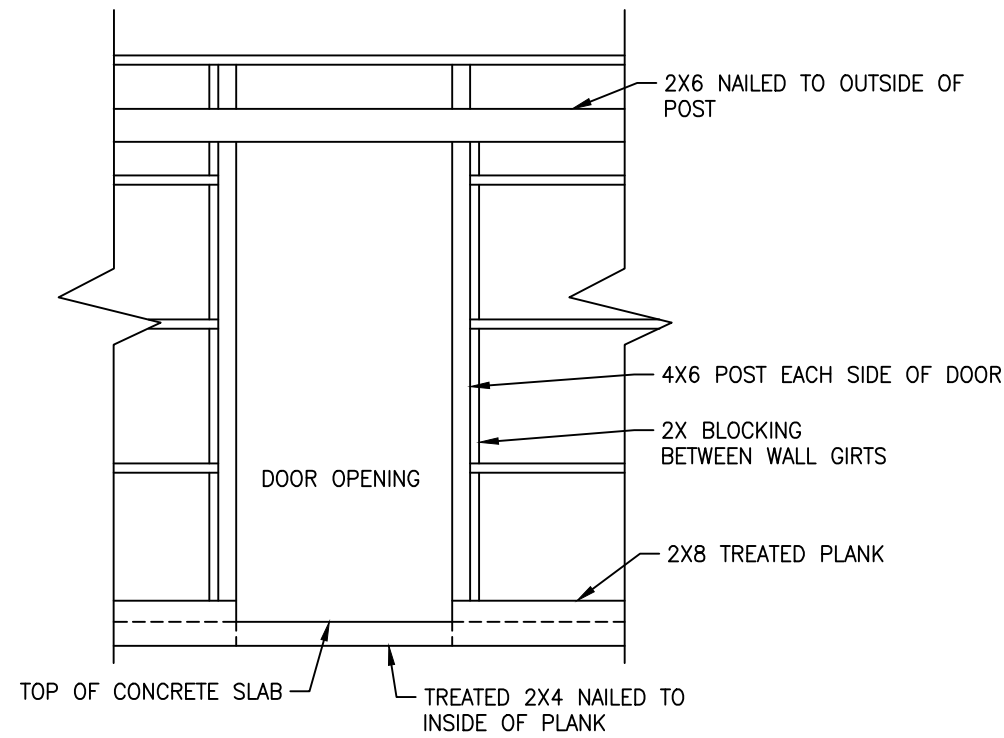 2X6 NAILED TO OUTSIDE OF
POST
4X6 POST EACH SIDE OF DOOR
2X BLOCKING
BETWEEN WALL GIRTS
DOOR OPENING
2X8 TREATED PLANK
TOP OF CONCRETE SLAB
TREATED 2X4 NAILED TO
INSIDE OF PLANK